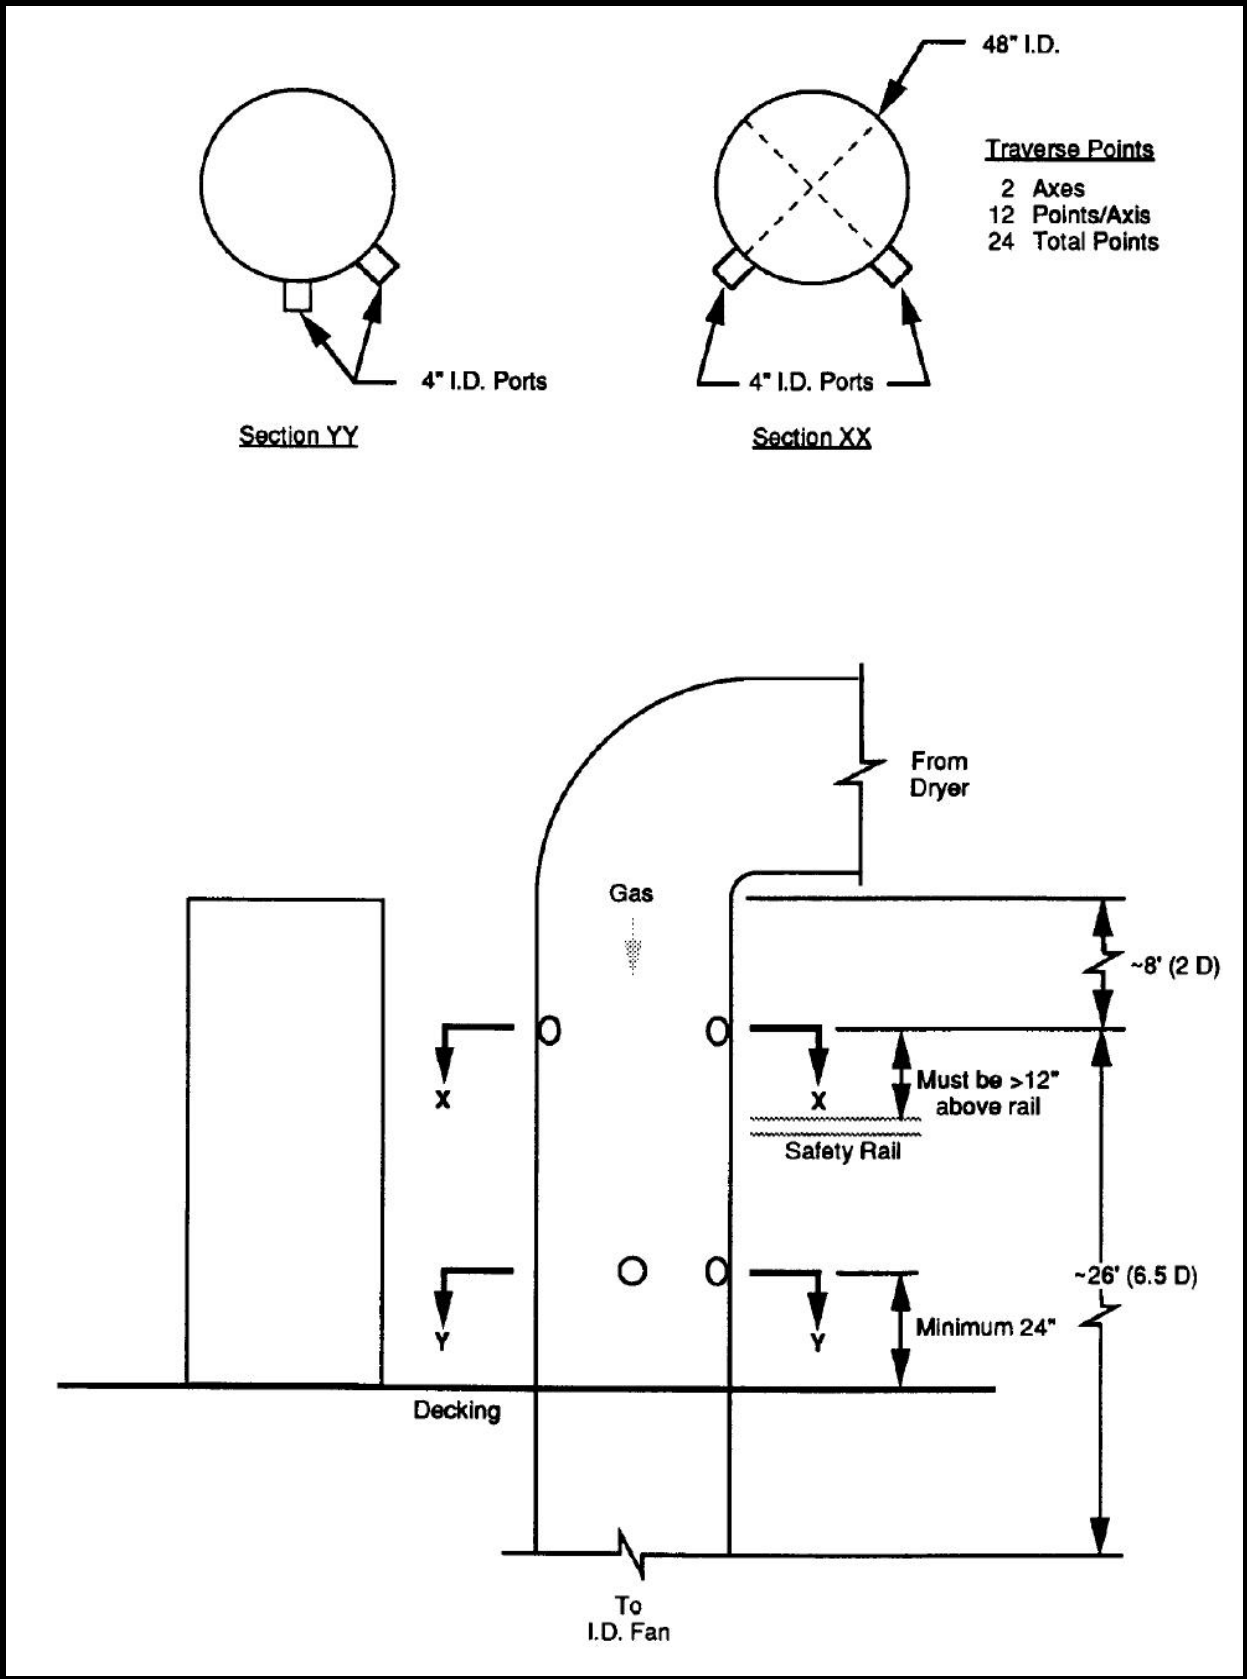 48" I.D.
Traverse Points
2 Axes
12 Points/Axis
24 Total Points
4" I.D. Ports
4" I.D. Ports
Section YY
Section XX
From
Dryer
Gas
~8' (2 D)
X
X
Must be >12"
above rail
Safety Rail
~26' (6.5 D)
Y
Y
Minimum 24"
Decking
To
I.D. Fan